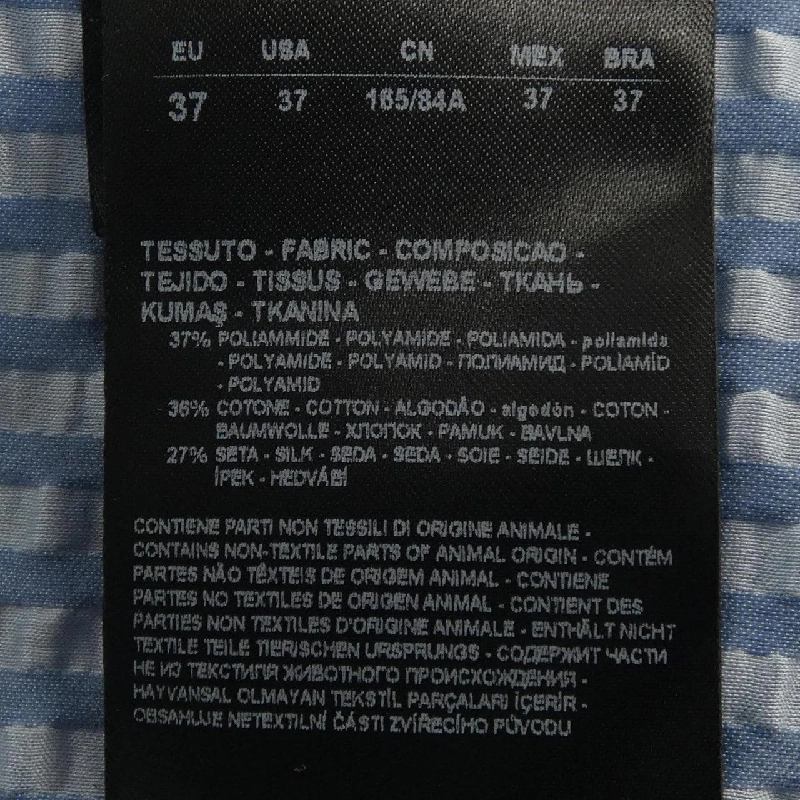 EU USA CN MEX BRA
37 37 165/84A 37 37
TESSUTO - FABRIC - COMPOSICAO -
TEJIDO - TISSUS - GEWEBE - ТКАНЬ -
KUMAŞ - TKANINA
37% POLIAMMIDE - POLYAMIDE - POLIAMIDA - poliamida
- POLYAMIDE - POLYAMID - ПОЛИАМИД - POLİAMİD
- POLYAMID
36% COTONE - COTTON - ALGODÃO - algodón - COTON -
BAUMWOLLE - ХЛОПОК - PAMUK - BAVLNA
27% SETA - SILK - SEDA - SEDA - SOIE - SEIDE - ШЕЛК -
İPEK - HEDVÁBÍ
CONTIENE PARTI NON TESSILI DI ORIGINE ANIMALE -
CONTAINS NON-TEXTILE PARTS OF ANIMAL ORIGIN - CONTÉM
PARTES NÃO TÊXTEIS DE ORIGEM ANIMAL - CONTIENE
PARTES NO TEXTILES DE ORIGEN ANIMAL - CONTIENT DES
PARTIES NON TEXTILES D'ORIGINE ANIMALE - ENTHÄLT NICHT
TEXTILE TEILE TIERISCHEN URSPRUNGS - СОДЕРЖИТ ЧАСТИ
НЕ ИЗ ТЕКСТИЛЯ ЖИВОТНОГО ПРОИСХОЖДЕНИЯ -
HAYVANSAL OLMAYAN TEKSTİL PARÇALARI İÇERİR -
OBSAHUJE NETEXTILNÍ ČÁSTI ZVÍŘECÍHO PŮVODU